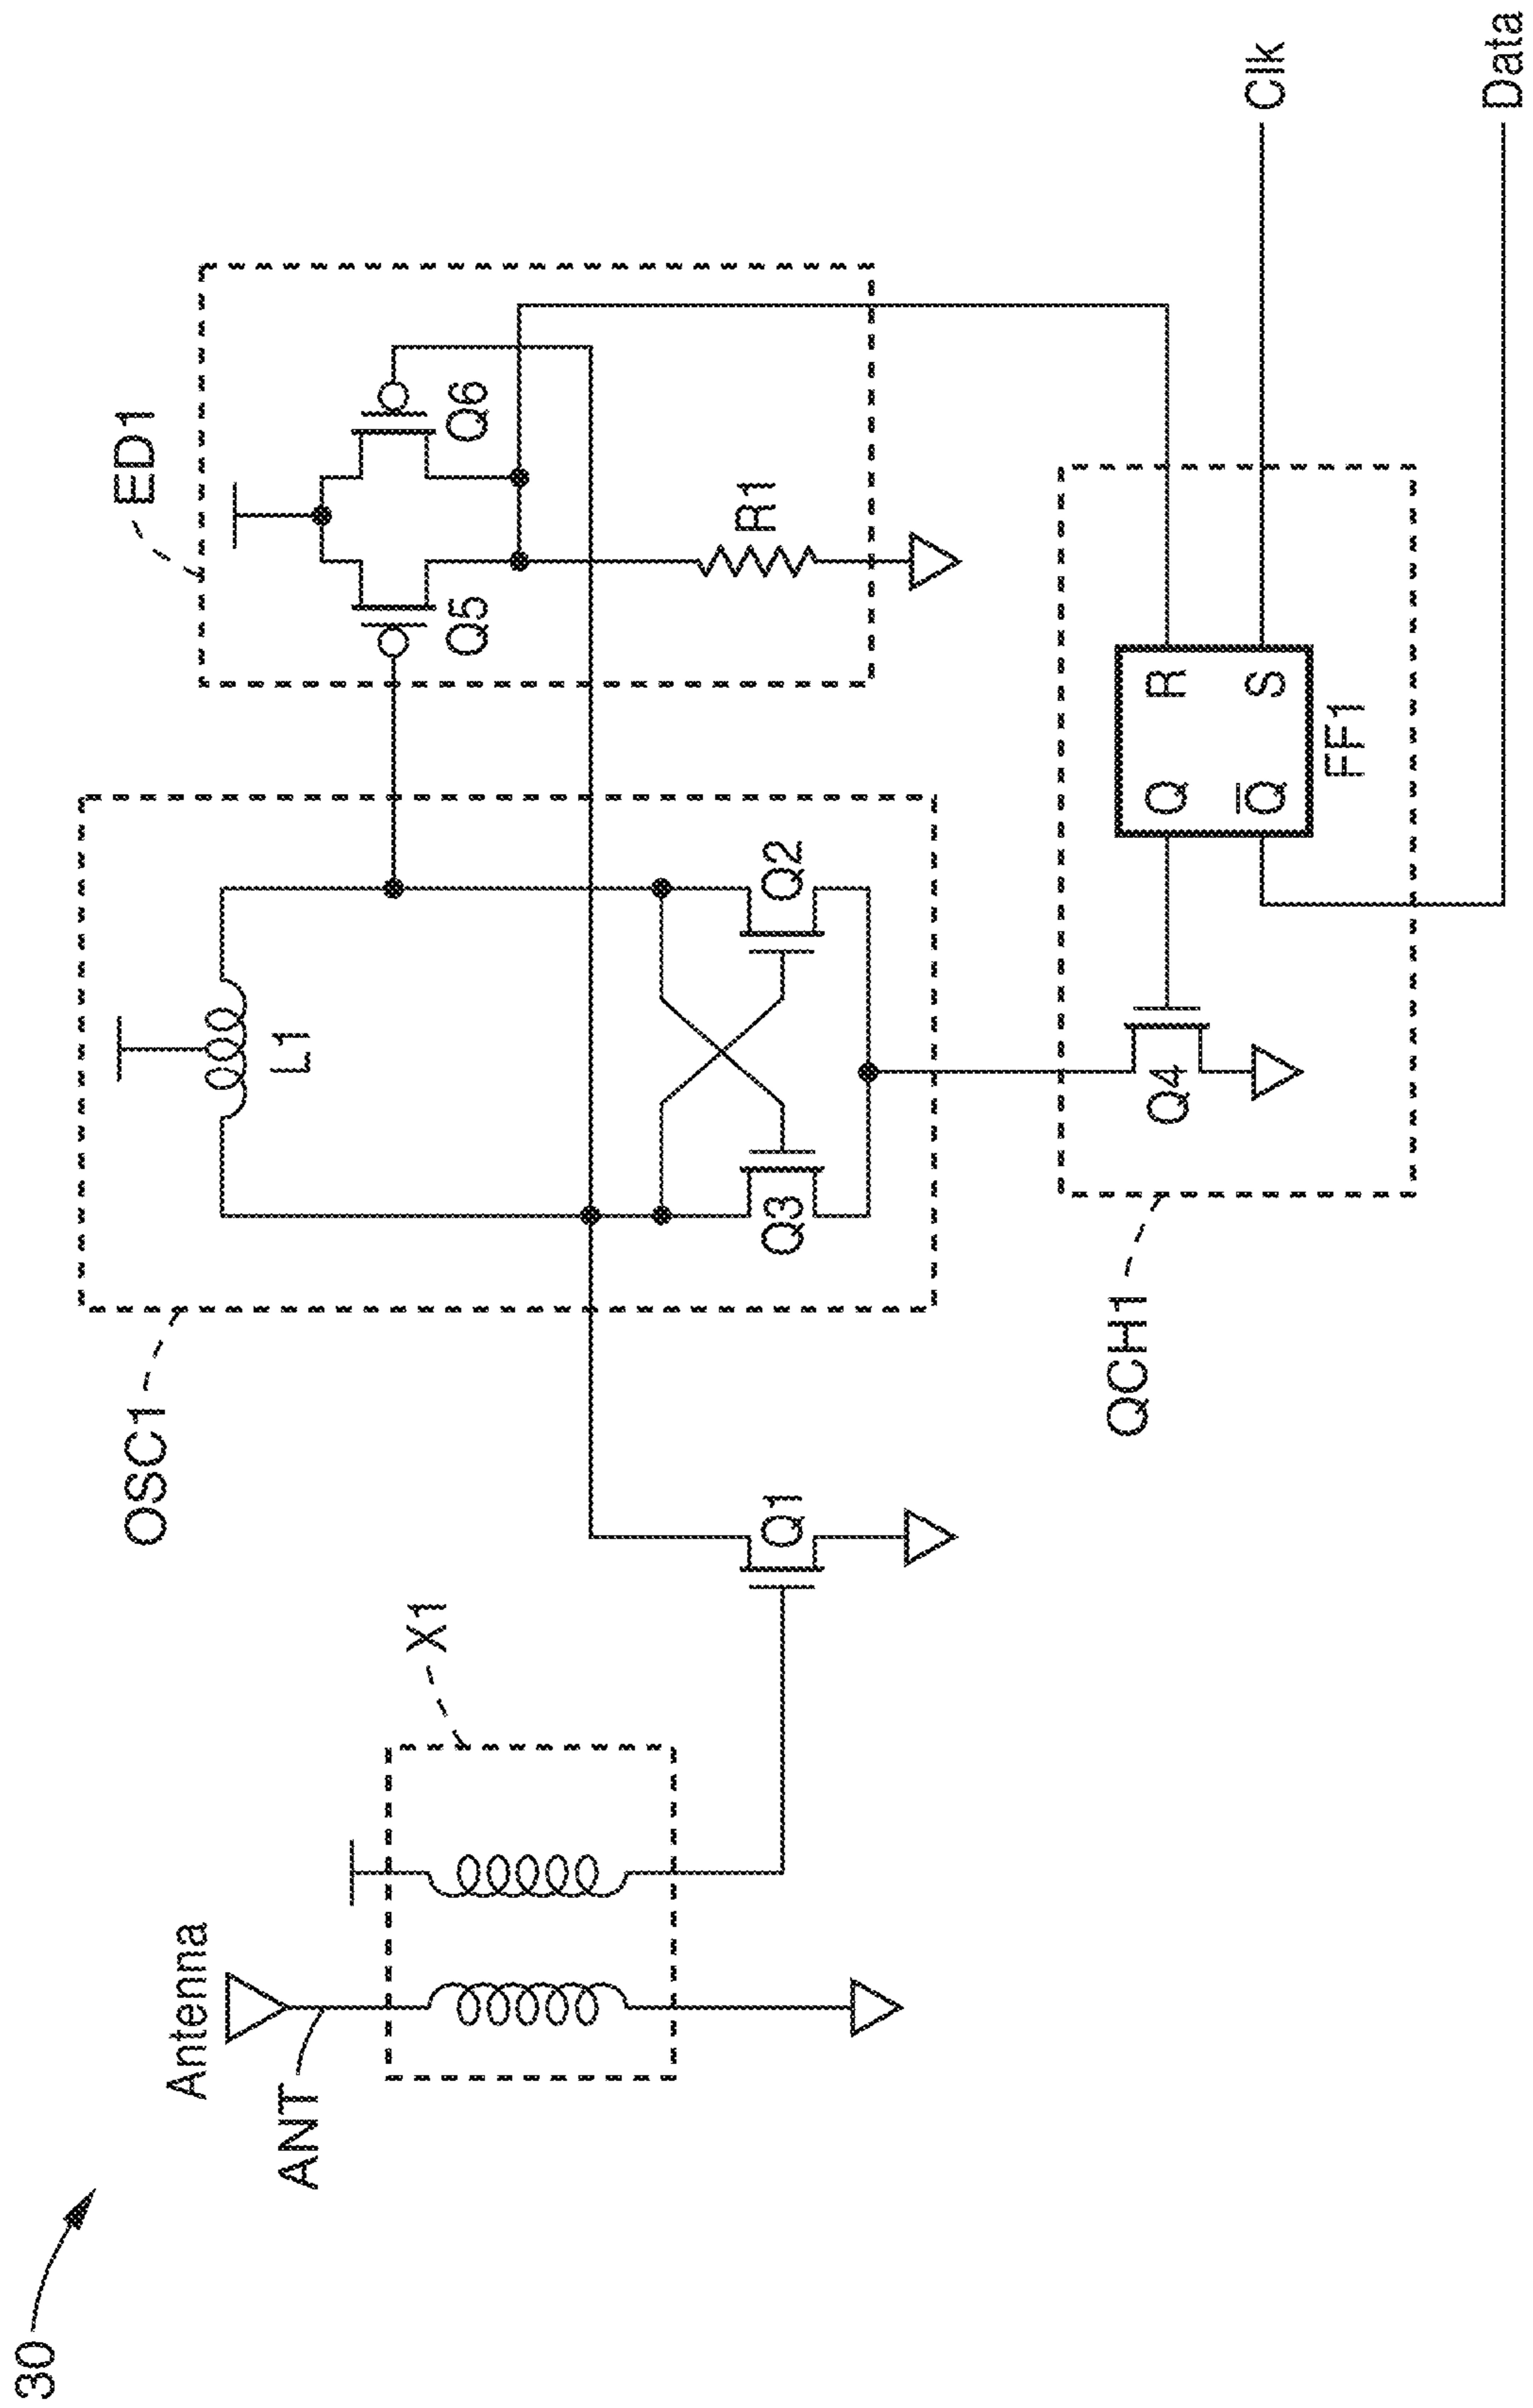 30
Antenna
ANT
X1
Q1
OSC1
L1
Q3
Q2
ED1
Q5
Q6
R1
QCH1
Q4
Q
R
Q̅
S
FF1
Clk
Data